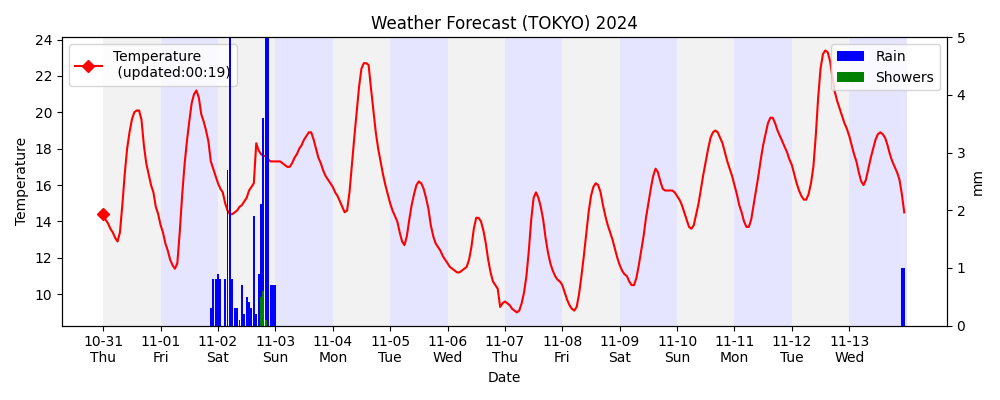 Weather Forecast (TOKYO) 2024
Temperature
(updated:00:19)
Rain
Showers
24
22
20
18
16
14
12
10
Temperature
5
4
3
2
1
0
mm
10-31 11-01 11-02 11-03 11-04 11-05 11-06 11-07 11-08 11-09 11-10 11-11 11-12 11-13
Thu Fri Sat Sun Mon Tue Wed Thu Fri Sat Sun Mon Tue Wed
Date